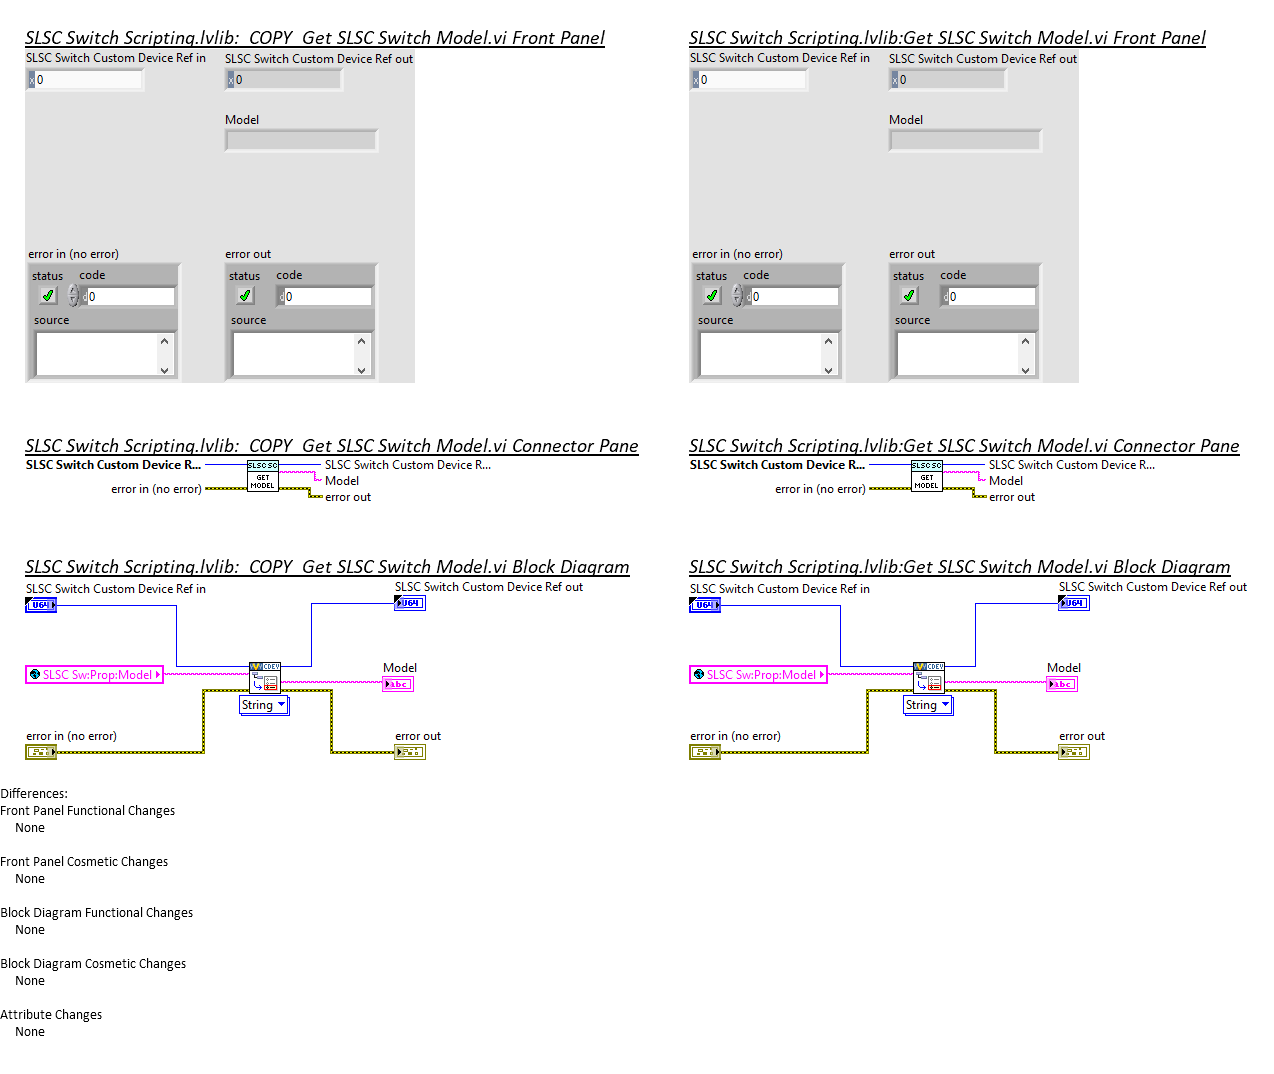 SLSC Switch Scripting.lvlib:_COPY_Get SLSC Switch Model.vi Front Panel
SLSC Switch Custom Device Ref in
SLSC Switch Custom Device Ref out
x 0
x 0
Model
error in (no error)
error out
status
code
status
code
d 0
d 0
source
source
SLSC Switch Scripting.lvlib:Get SLSC Switch Model.vi Front Panel
SLSC Switch Custom Device Ref in
SLSC Switch Custom Device Ref out
x 0
x 0
Model
error in (no error)
error out
status
code
status
code
d 0
d 0
source
source
SLSC Switch Scripting.lvlib:_COPY_Get SLSC Switch Model.vi Connector Pane
SLSC Switch Custom Device R...
SLSC SC
GET
MODEL
SLSC Switch Custom Device R...
Model
error in (no error)
error out
SLSC Switch Scripting.lvlib:Get SLSC Switch Model.vi Connector Pane
SLSC Switch Custom Device R...
SLSC SC
GET
MODEL
SLSC Switch Custom Device R...
Model
error in (no error)
error out
SLSC Switch Scripting.lvlib:_COPY_Get SLSC Switch Model.vi Block Diagram
SLSC Switch Custom Device Ref in
SLSC Switch Custom Device Ref out
U64
U64
CDEV
Model
SLSC Sw:Prop:Model
abc
String
error in (no error)
error out
SLSC Switch Scripting.lvlib:Get SLSC Switch Model.vi Block Diagram
SLSC Switch Custom Device Ref in
SLSC Switch Custom Device Ref out
U64
U64
CDEV
Model
SLSC Sw:Prop:Model
abc
String
error in (no error)
error out
Differences:
Front Panel Functional Changes
None
Front Panel Cosmetic Changes
None
Block Diagram Functional Changes
None
Block Diagram Cosmetic Changes
None
Attribute Changes
None